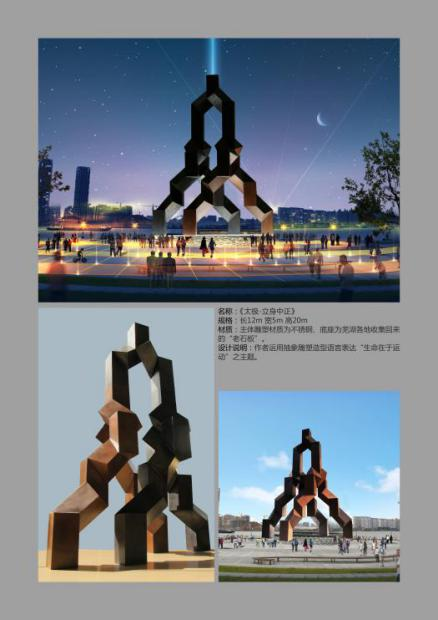 名称：《太极·立身中正》
规格：长12m 宽5m 高20m
材质：主体雕塑材质为不锈钢、底座为芜湖各地收集回来
的“老石板”。
设计说明：作者运用抽象雕塑造型语言表达“生命在于运
动”之主题。